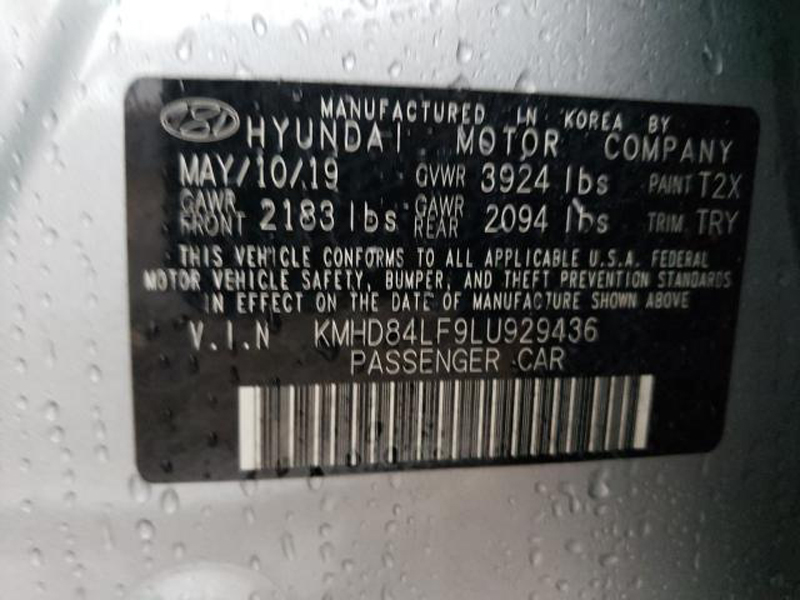 MANUFACTURED IN KOREA BY
HYUNDAI MOTOR COMPANY
MAY/10/19 GVWR 3924 lbs PAINT T2X
GAWR FRONT 2183 lbs GAWR REAR 2094 lbs TRIM TRY
THIS VEHICLE CONFORMS TO ALL APPLICABLE U.S.A. FEDERAL
MOTOR VEHICLE SAFETY, BUMPER, AND THEFT PREVENTION STANDARDS
IN EFFECT ON THE DATE OF MANUFACTURE SHOWN ABOVE
V.I.N KMHD84LF9LU929436
PASSENGER CAR